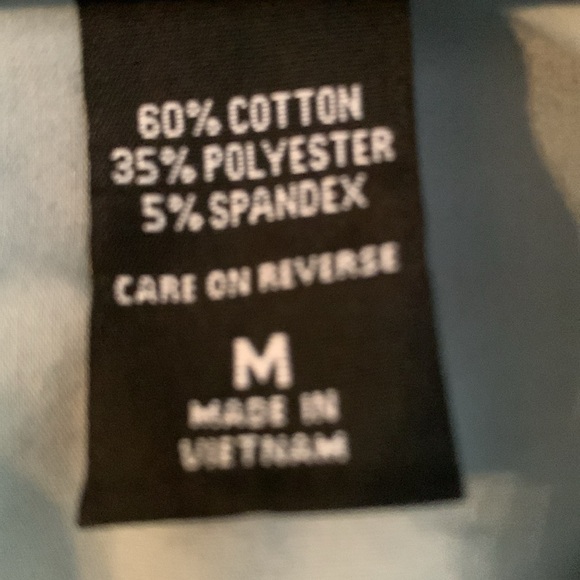 60% COTTON
35% POLYESTER
5% SPANDEX
CARE ON REVERSE
M
MADE IN
VIETNAM